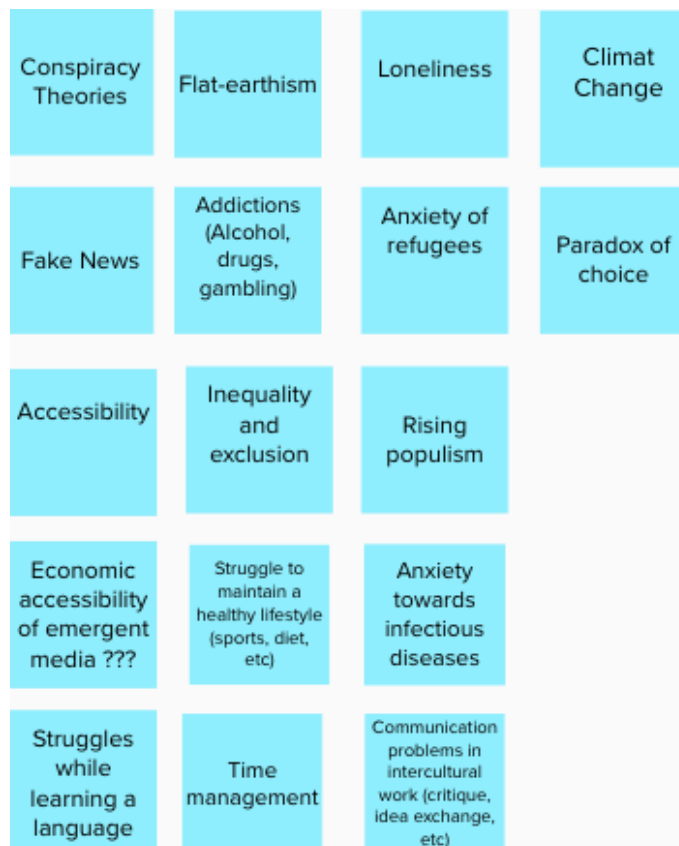 Conspiracy
Theories
Flat-earthism
Loneliness
Climat
Change
Fake News
Addictions
(Alcohol,
drugs,
gambling)
Anxiety of
refugees
Paradox of
choice
Accessibility
Inequality
and
exclusion
Rising
populism
Economic
accessibility
of emergent
media ???
Struggle to
maintain a
healthy lifestyle
(sports, diet,
etc)
Anxiety
towards
infectious
diseases
Struggles
while
learning a
language
Time
management
Communication
problems in
intercultural
work (critique,
idea exchange,
etc)